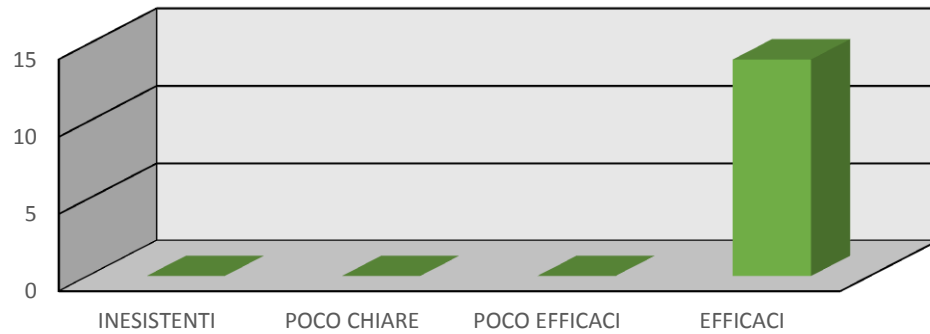 15
10
5
0
INESISTENTI POCO CHIARE POCO EFFICACI EFFICACI